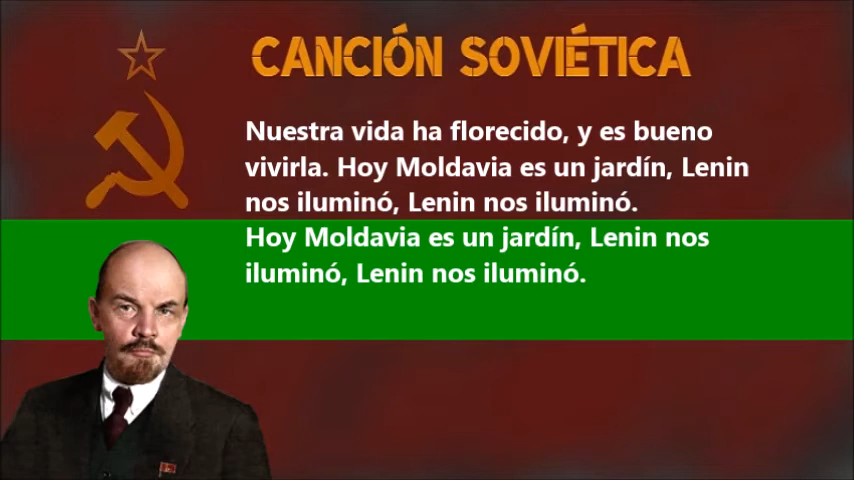 CANCIÓN SOVIÉTICA
Nuestra vida ha florecido, y es bueno
vivirla. Hoy Moldavia es un jardín, Lenin
nos iluminó, Lenin nos iluminó.
Hoy Moldavia es un jardín, Lenin nos
iluminó, Lenin nos iluminó.